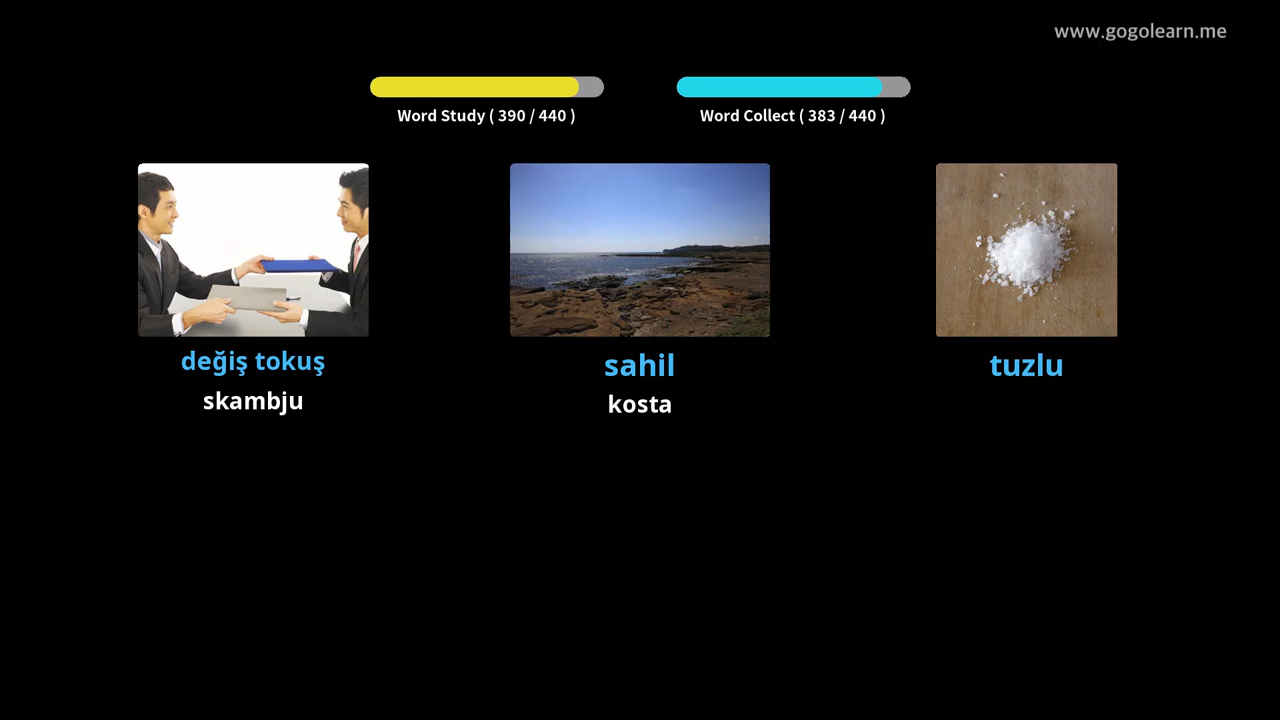 www.gogolearn.me
Word Study ( 390 / 440 )
Word Collect ( 383 / 440 )
değiş tokuş
skambju
sahil
kosta
tuzlu